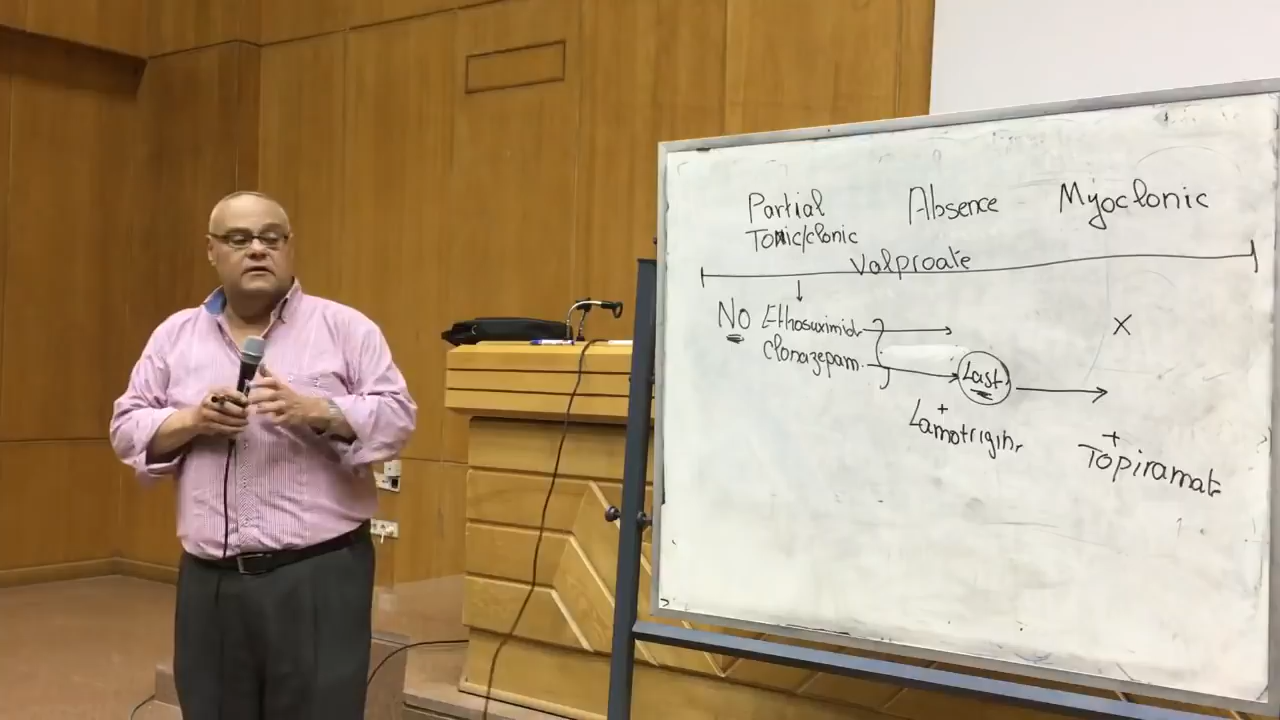 Partial Absence Myoclonic
Tonic/clonic
Valproate
No Ethosuximide X
Clonazepam Last
+
Lamotrigine
+
Topiramate